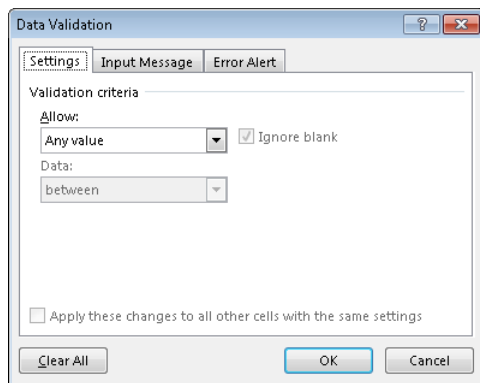 Data Validation
?
Settings Input Message Error Alert
Validation criteria
Allow:
Any value
Ignore blank
Data:
between
Apply these changes to all other cells with the same settings
Clear All OK Cancel